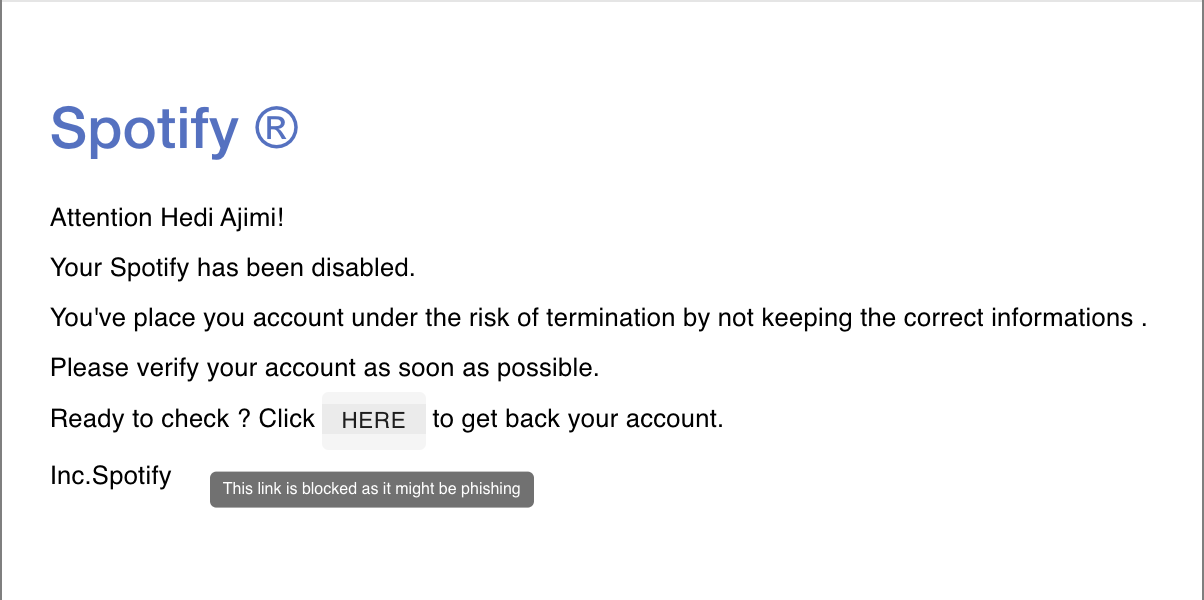 Spotify ®
Attention Hedi Ajimi!
Your Spotify has been disabled.
You've place you account under the risk of termination by not keeping the correct informations .
Please verify your account as soon as possible.
Ready to check ? Click HERE to get back your account.
Inc.Spotify
This link is blocked as it might be phishing